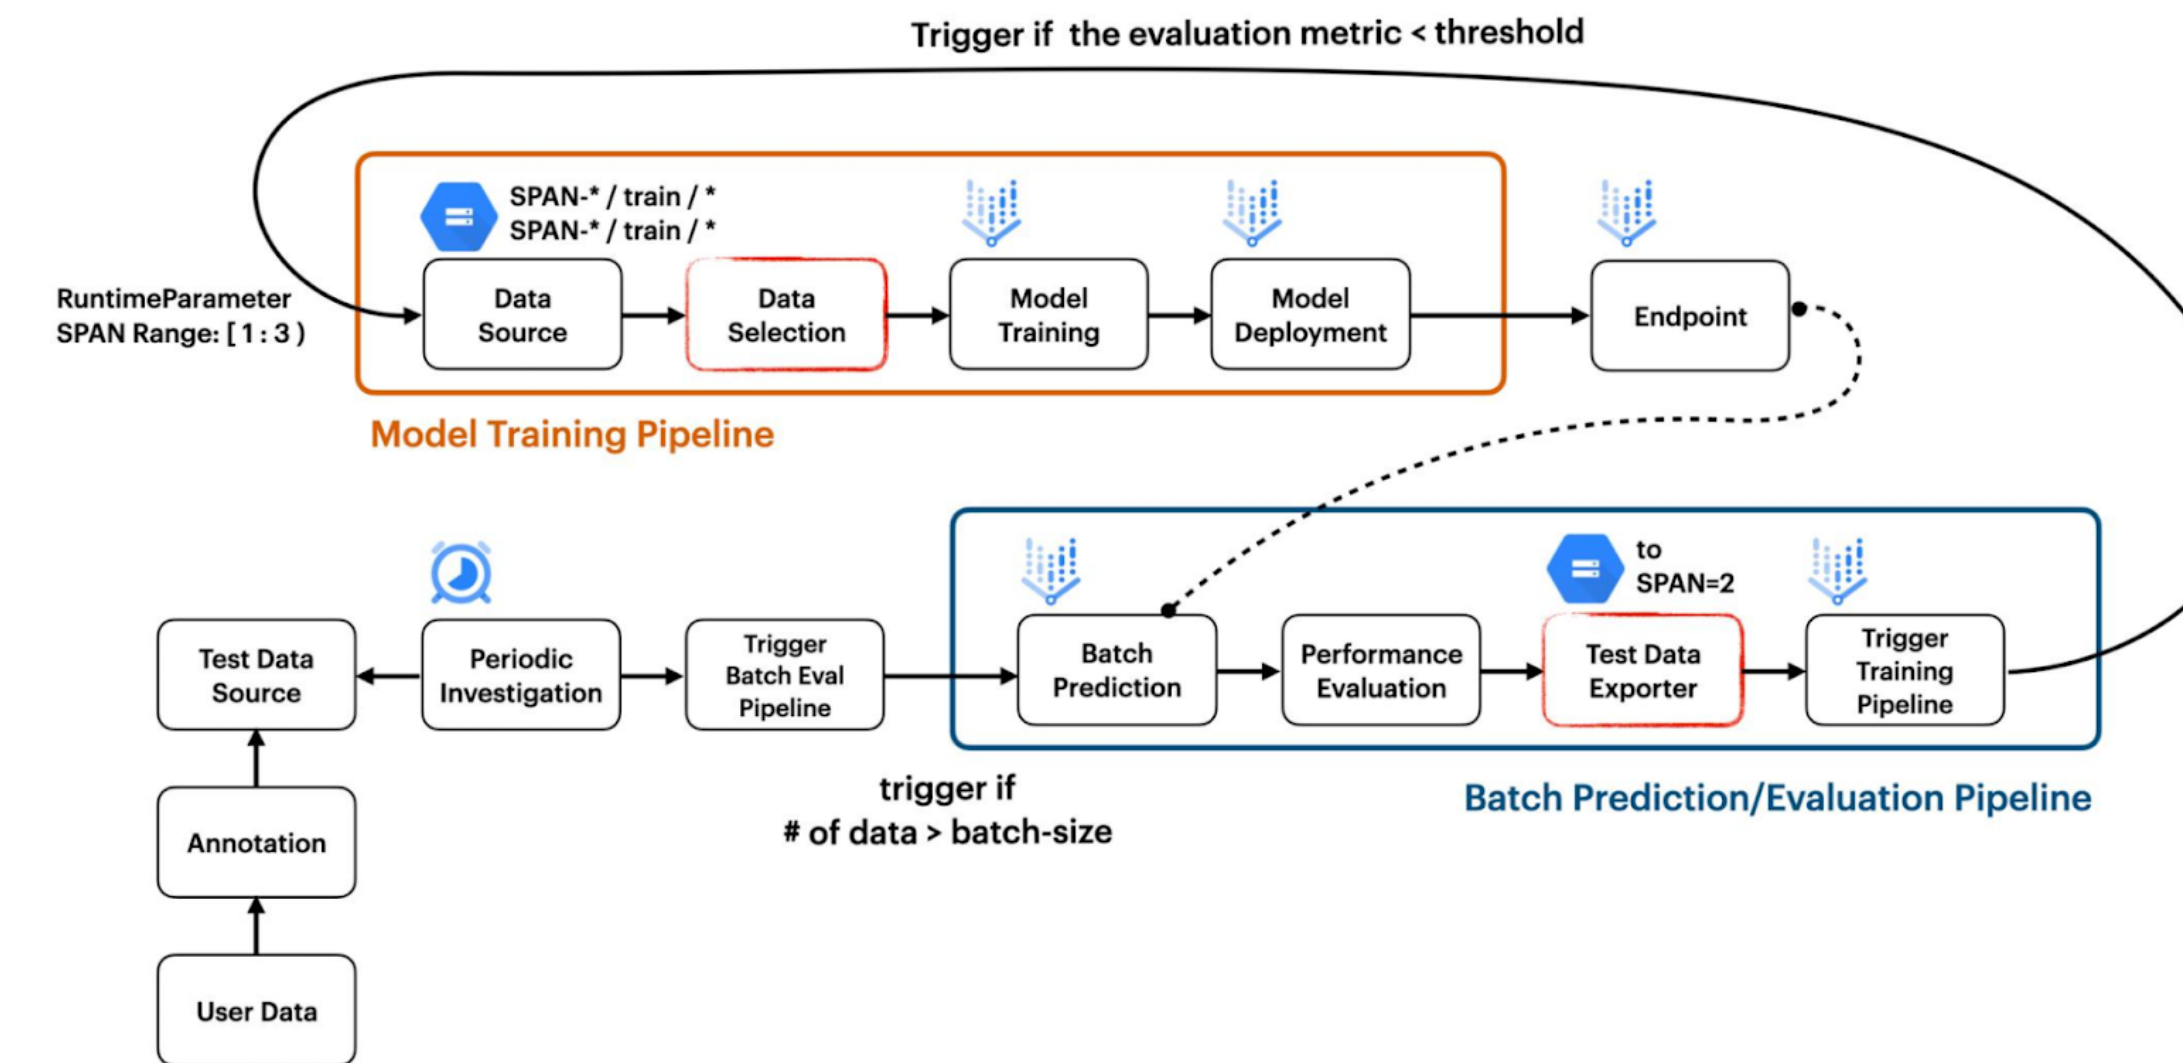 Trigger if the evaluation metric < threshold
SPAN-* / train / *
SPAN-* / train / *
RuntimeParameter
SPAN Range: [ 1 : 3 )
Data
Source
Data
Selection
Model
Training
Model
Deployment
Endpoint
Model Training Pipeline
to
SPAN=2
Test Data
Source
Periodic
Investigation
Trigger
Batch Eval
Pipeline
Batch
Prediction
Performance
Evaluation
Test Data
Exporter
Trigger
Training
Pipeline
trigger if
# of data > batch-size
Batch Prediction/Evaluation Pipeline
Annotation
User Data